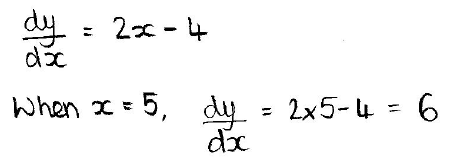 dy/dx = 2x - 4
When x = 5, dy/dx = 2x5-4 = 6